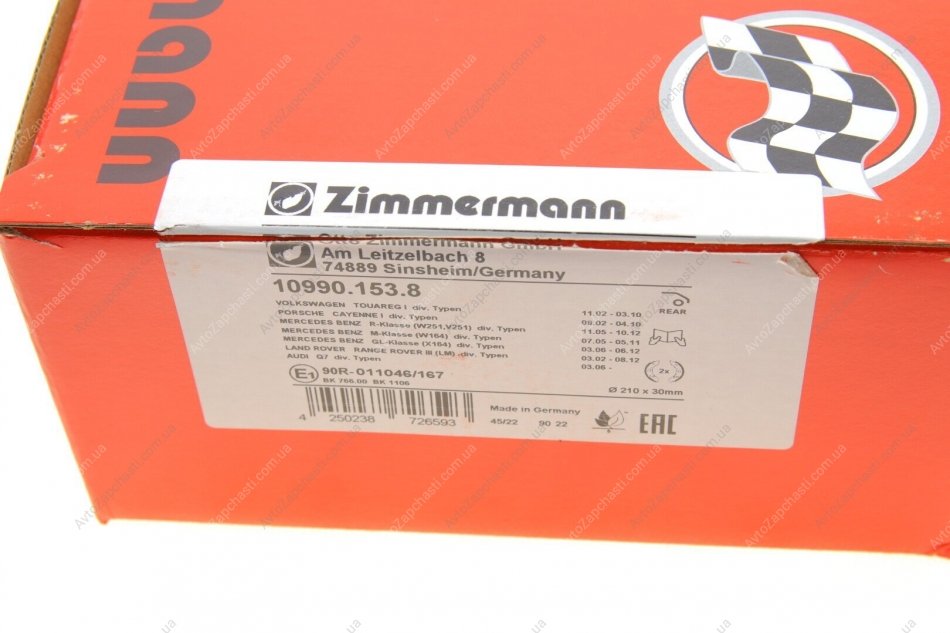 Zimmermann
Otto Zimmermann GmbH
Am Leitzelbach 8
74889 Sinsheim/Germany
10990.153.8
VOLKSWAGEN TOUAREG I div. Typen 11.02 - 03.10
PORSCHE CAYENNE I div. Typen 09.02 - 04.10
MERCEDES BENZ R-Klasse (W251,V251) div. Typen 11.05 - 10.12
MERCEDES BENZ M-Klasse (W164) div. Typen 07.05 - 05.11
MERCEDES BENZ GL-Klasse (X164) div. Typen 03.06 - 06.12
LAND ROVER RANGE ROVER III (LM) div. Typen 03.02 - 08.12
AUDI Q7 div. Typen 03.06 -
REAR
2x
E1 90R-011046/167
BK 766.00 BK 1106
Ø 210 x 30mm
4 250238 726593
Made in Germany
45/22 90 22
EAC
AvtoZapchasti.com.ua